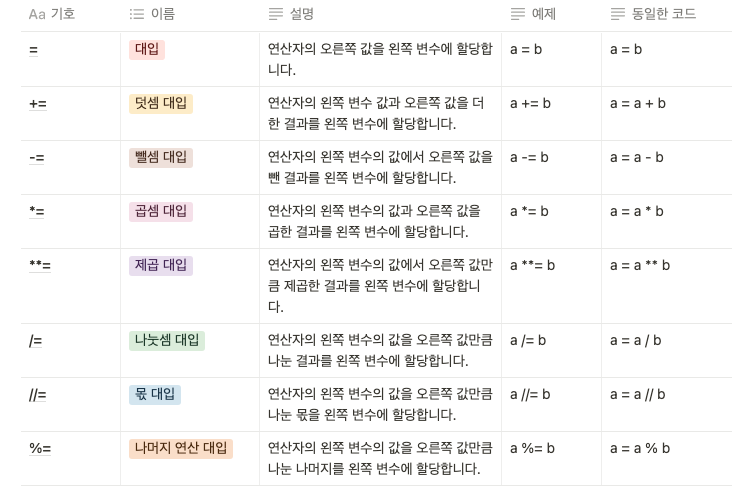 Aa 기호 이름 설명 예제 동일한 코드
= 대입 연산자의 오른쪽 값을 왼쪽 변수에 할당합 a = b a = b
니다.
+= 덧셈 대입 연산자의 왼쪽 변수 값과 오른쪽 값을 더 a += b a = a + b
한 결과를 왼쪽 변수에 할당합니다.
-= 뺄셈 대입 연산자의 왼쪽 변수의 값에서 오른쪽 값을 a -= b a = a - b
뺀 결과를 왼쪽 변수에 할당합니다.
*= 곱셈 대입 연산자의 왼쪽 변수의 값과 오른쪽 값을 a *= b a = a * b
곱한 결과를 왼쪽 변수에 할당합니다.
**= 제곱 대입 연산자의 왼쪽 변수의 값에서 오른쪽 값만 a **= b a = a ** b
큼 제곱한 결과를 왼쪽 변수에 할당합니
다.
/= 나눗셈 대입 연산자의 왼쪽 변수의 값을 오른쪽 값만큼 a /= b a = a / b
나눈 결과를 왼쪽 변수에 할당합니다.
//= 몫 대입 연산자의 왼쪽 변수의 값을 오른쪽 값만큼 a //= b a = a // b
나눈 몫을 왼쪽 변수에 할당합니다.
%= 나머지 연산 대입 연산자의 왼쪽 변수의 값을 오른쪽 값만큼 a %= b a = a % b
나눈 나머지를 왼쪽 변수에 할당합니다.